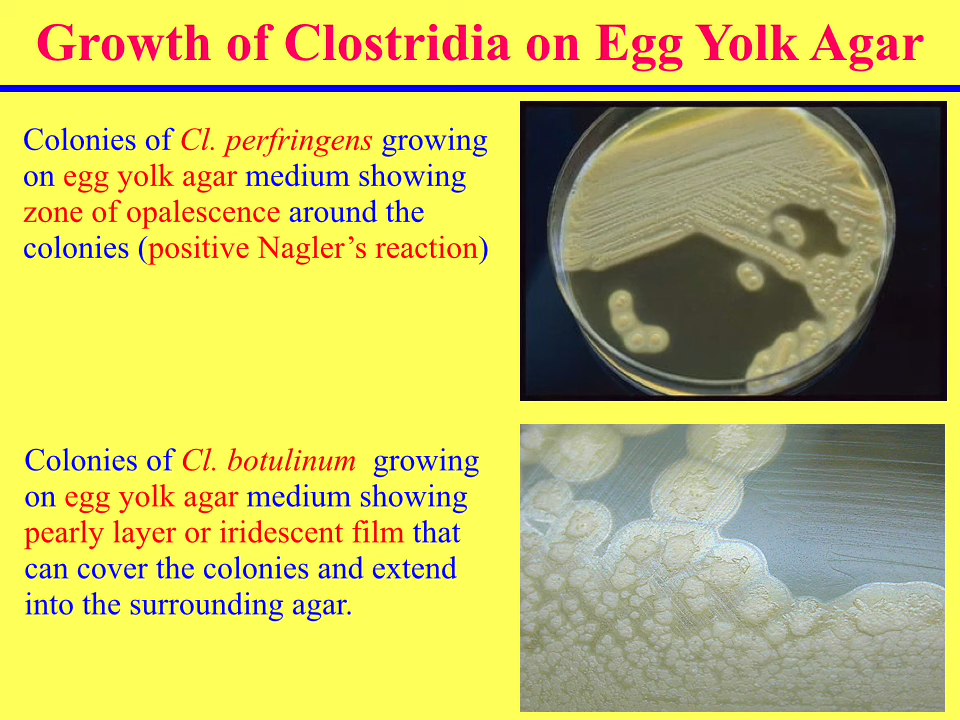 Growth of Clostridia on Egg Yolk Agar
Colonies of Cl. perfringens growing
on egg yolk agar medium showing
zone of opalescence around the
colonies (positive Nagler’s reaction)
Colonies of Cl. botulinum growing
on egg yolk agar medium showing
pearly layer or iridescent film that
can cover the colonies and extend
into the surrounding agar.